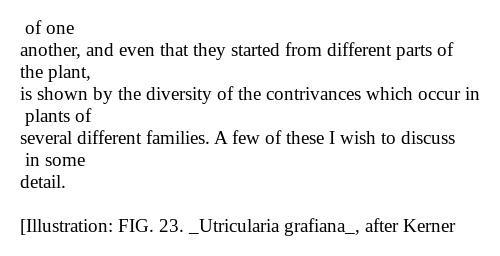 of one
another, and even that they started from different parts of
the plant,
is shown by the diversity of the contrivances which occur in
plants of
several different families. A few of these I wish to discuss
in some
detail.
[Illustration: FIG. 23. _Utricularia grafiana_, after Kerner